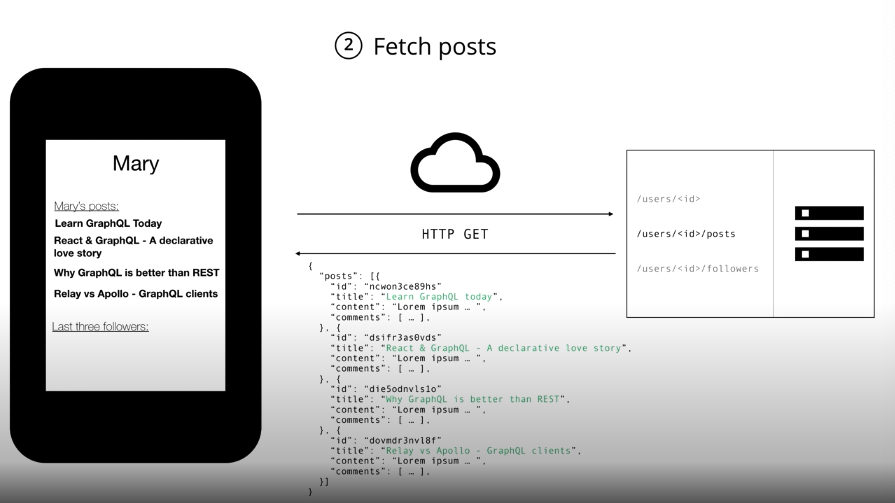 2 Fetch posts
Mary
Mary's posts:
Learn GraphQL Today
React & GraphQL - A declarative
love story
Why GraphQL is better than REST
Relay vs Apollo - GraphQL clients
Last three followers:
HTTP GET
/users/<id>
/users/<id>/posts
/users/<id>/followers
{
"posts": [{
"id": "ncwon3ce89hs"
"title": "Learn GraphQL today",
"content": "Lorem ipsum … ",
"comments": [ … ],
}, {
"id": "dsifr3as0vds"
"title": "React & GraphQL - A declarative love story",
"content": "Lorem ipsum … ",
"comments": [ … ],
}, {
"id": "die5odnvls1o"
"title": "Why GraphQL is better than REST",
"content": "Lorem ipsum … ",
"comments": [ … ],
}, {
"id": "dovmdr3nvl8f"
"title": "Relay vs Apollo - GraphQL clients",
"content": "Lorem ipsum … ",
"comments": [ … ],
}]
}